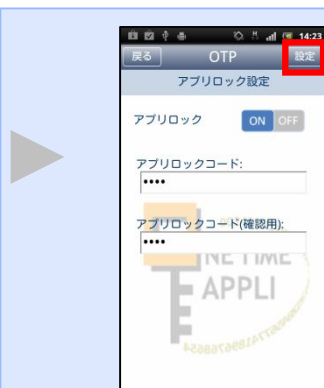 14:23
戻る OTP 設定
アプリロック設定
アプリロック ON OFF
アプリロックコード:
••••
アプリロックコード(確認用):
••••
NE TIME
APPLI